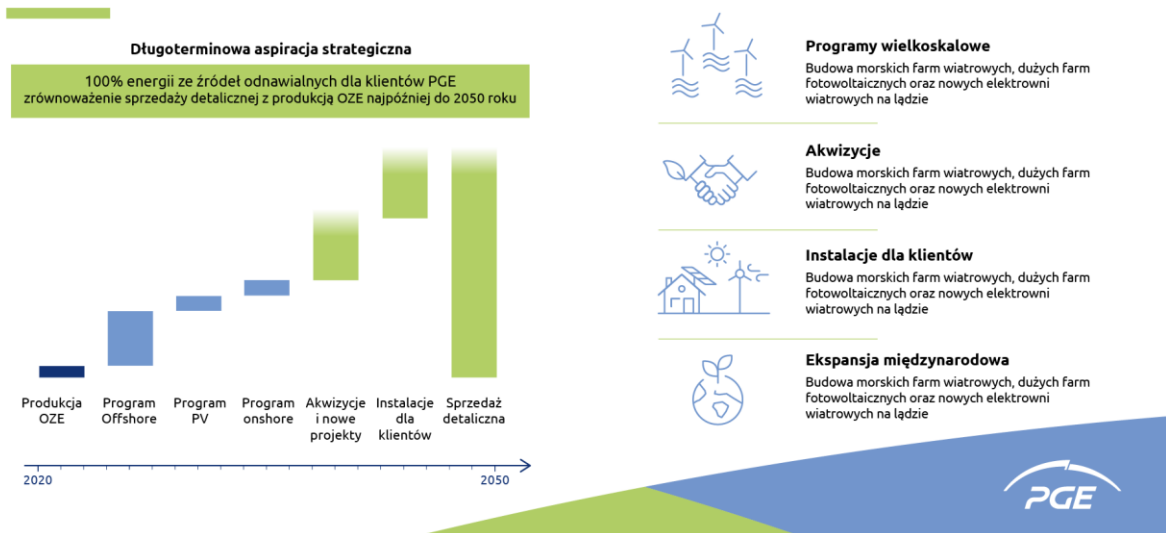 Długoterminowa aspiracja strategiczna
100% energii ze źródeł odnawialnych dla klientów PGE
zrównoważenie sprzedaży detalicznej z produkcją OZE najpóźniej do 2050 roku
Produkcja
OZE
Program
Offshore
Program
PV
Program
onshore
Akwizycje
i nowe
projekty
Instalacje
dla
klientów
Sprzedaż
detaliczna
2020
2050
Programy wielkoskalowe
Budowa morskich farm wiatrowych, dużych farm
fotowoltaicznych oraz nowych elektrowni
wiatrowych na lądzie
Akwizycje
Budowa morskich farm wiatrowych, dużych farm
fotowoltaicznych oraz nowych elektrowni
wiatrowych na lądzie
Instalacje dla klientów
Budowa morskich farm wiatrowych, dużych farm
fotowoltaicznych oraz nowych elektrowni
wiatrowych na lądzie
Ekspansja międzynarodowa
Budowa morskich farm wiatrowych, dużych farm
fotowoltaicznych oraz nowych elektrowni
wiatrowych na lądzie
PGE